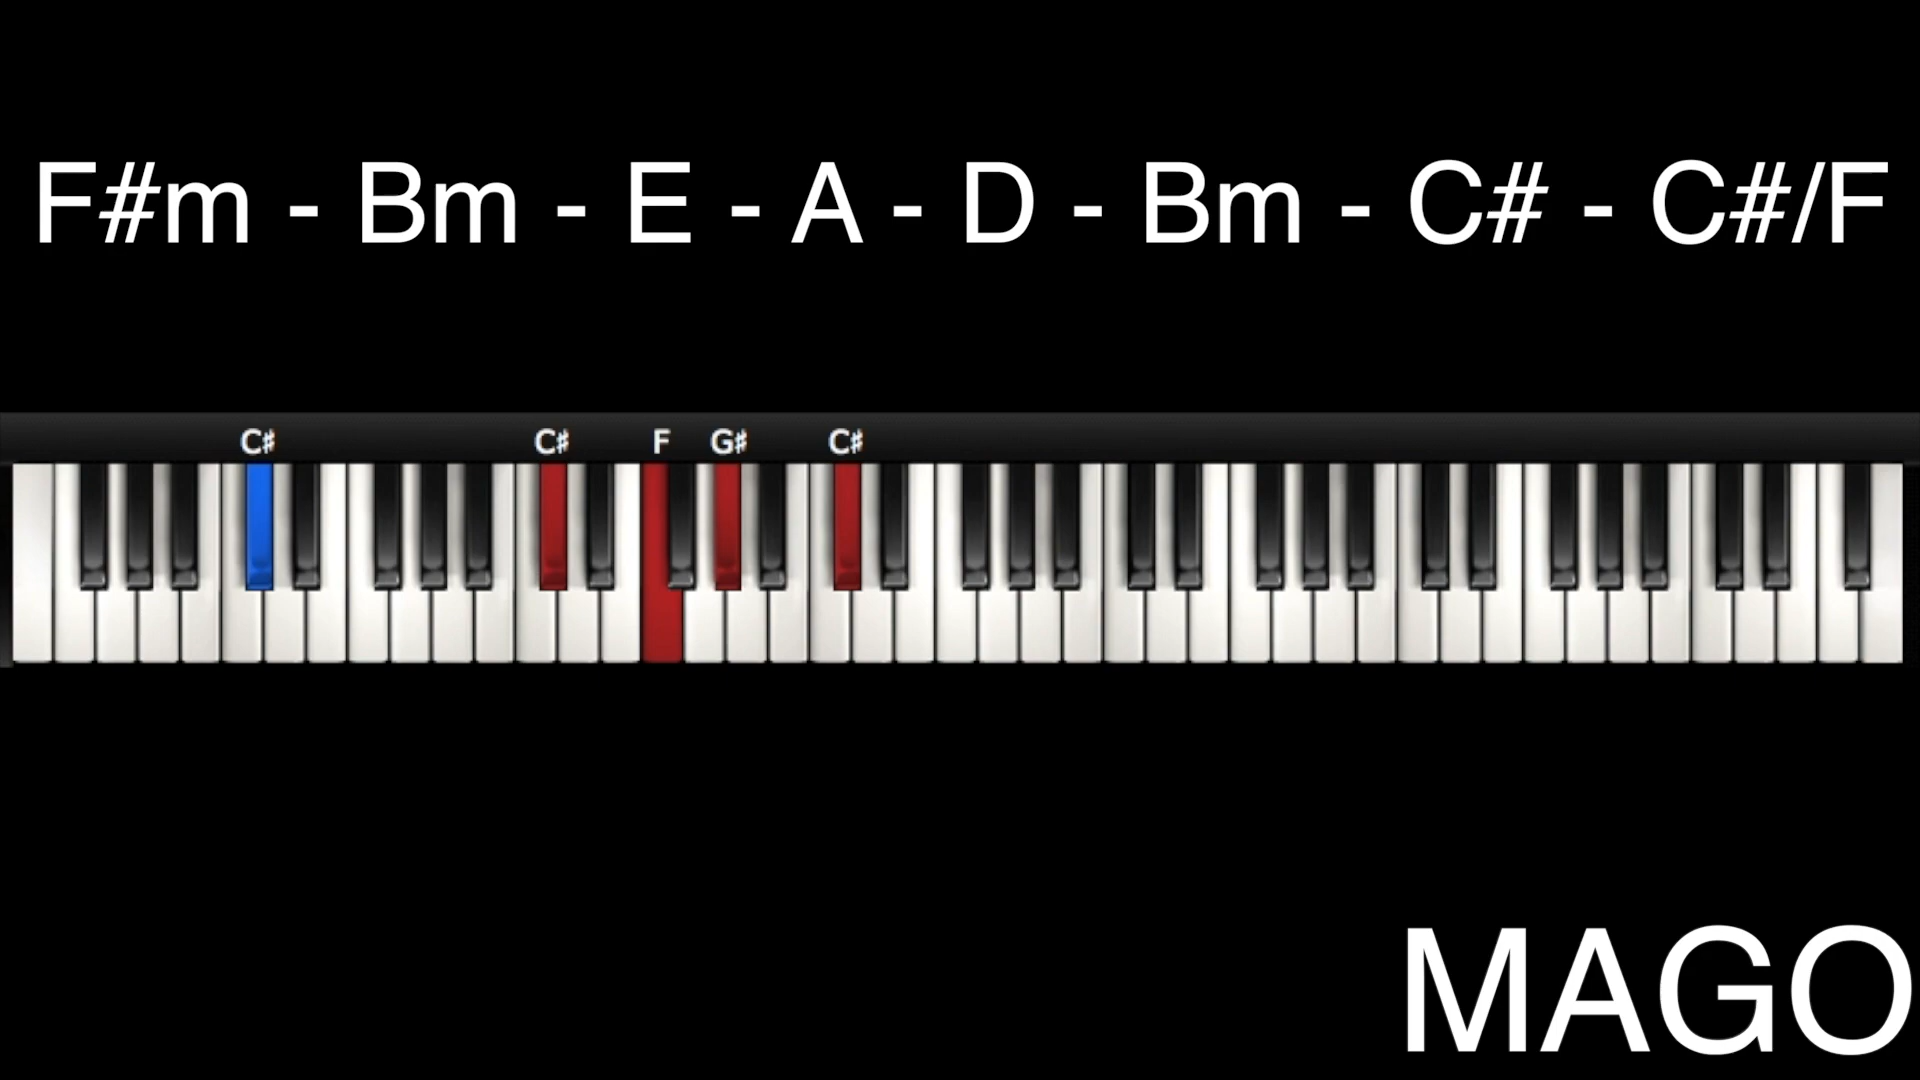 F#m - Bm - E - A - D - Bm - C# - C#/F
C♯ C♯ F G♯ C♯
MAGO